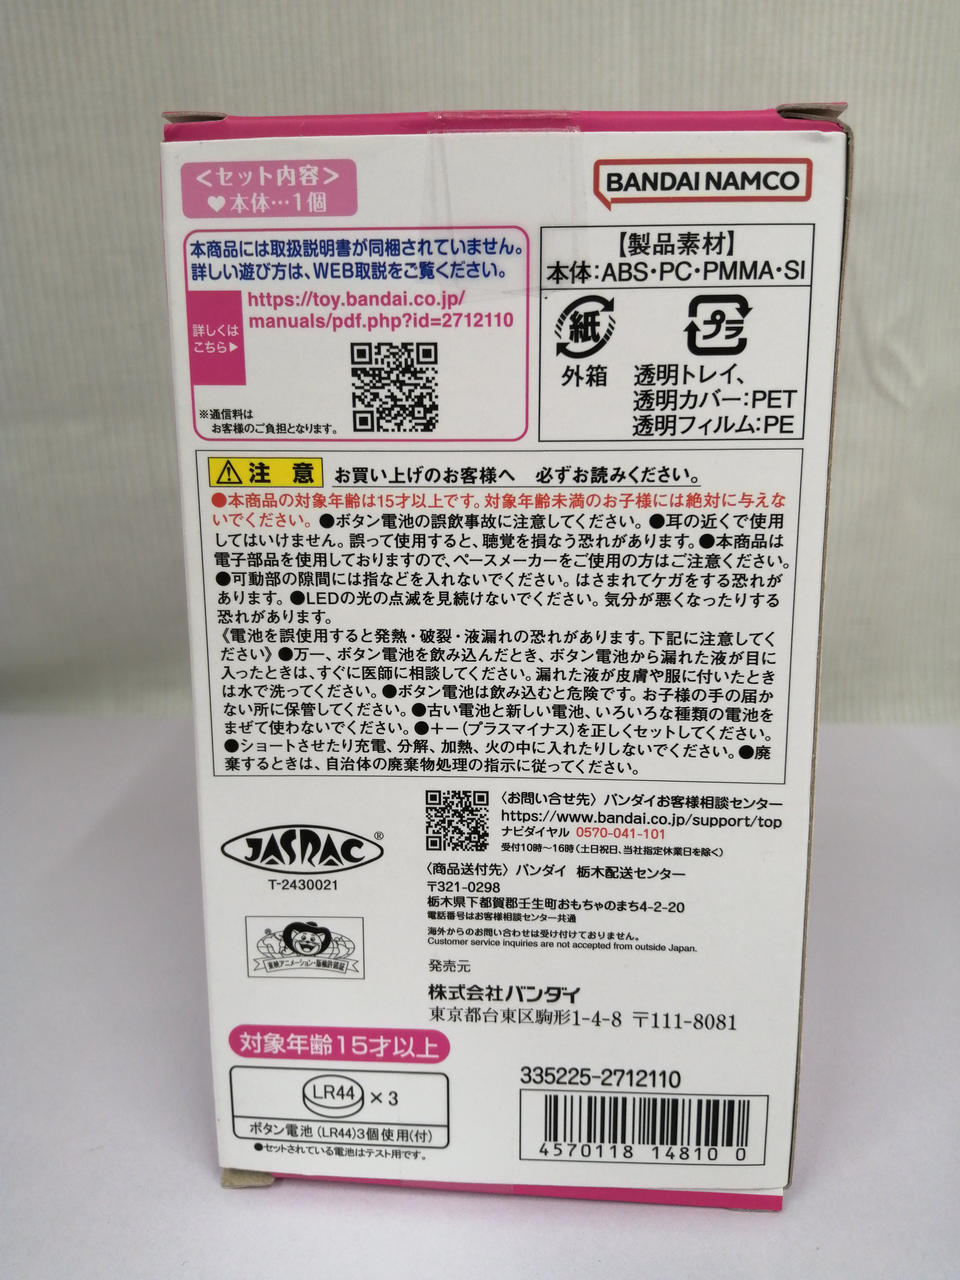 ＜セット内容＞
♥本体…1個
BANDAI NAMCO
本商品には取扱説明書が同梱されていません。
詳しい遊び方は、WEB取説をご覧ください。
詳しくは
こちら▶
https://toy.bandai.co.jp/
manuals/pdf.php?id=2712110
※通信料は
お客様のご負担となります。
【製品素材】
本体：ABS・PC・PMMA・SI
紙
外箱
プラ
透明トレイ、
透明カバー：PET
透明フィルム：PE
注意 お買い上げのお客様へ 必ずお読みください。
●本商品の対象年齢は15才以上です。対象年齢未満のお子様には絶対に与えな
いでください。●ボタン電池の誤飲事故に注意してください。●耳の近くで使用
してはいけません。誤って使用すると、聴覚を損なう恐れがあります。●本商品は
電子部品を使用しておりますので、ペースメーカーをご使用の方はご注意ください。
●可動部の隙間には指などを入れないでください。はさまれてケガをする恐れが
あります。●LEDの光の点滅を見続けないでください。気分が悪くなったりする
恐れがあります。
《電池を誤使用すると発熱・破裂・液漏れの恐れがあります。下記に注意してく
ださい》●万一、ボタン電池を飲み込んだとき、ボタン電池から漏れた液が目に
入ったときは、すぐに医師に相談してください。漏れた液が皮膚や服に付いたとき
は水で洗ってください。●ボタン電池は飲み込むと危険です。お子様の手の届か
ない所に保管してください。●古い電池と新しい電池、いろいろな種類の電池を
まぜて使わないでください。●＋－（プラスマイナス）を正しくセットしてください。
●ショートさせたり充電、分解、加熱、火の中に入れたりしないでください。●廃
棄するときは、自治体の廃棄物処理の指示に従ってください。
〈お問い合せ先〉バンダイお客様相談センター
https://www.bandai.co.jp/support/top
ナビダイヤル 0570-041-101
受付10時～16時（土日祝日、当社指定休業日を除く）
JASRAC®
T-2430021
〈商品送付先〉バンダイ 栃木配送センター
〒321-0298
栃木県下都賀郡壬生町おもちゃのまち4-2-20
電話番号はお客様相談センター共通
海外からのお問い合わせは受け付けておりません。
Customer service inquiries are not accepted from outside Japan.
東映アニメーション・版権許諾証
発売元
株式会社バンダイ
東京都台東区駒形1-4-8 〒111-8081
対象年齢15才以上
LR44 ×3
ボタン電池（LR44）3個使用（付）
●セットされている電池はテスト用です。
335225-2712110
4570118 148100